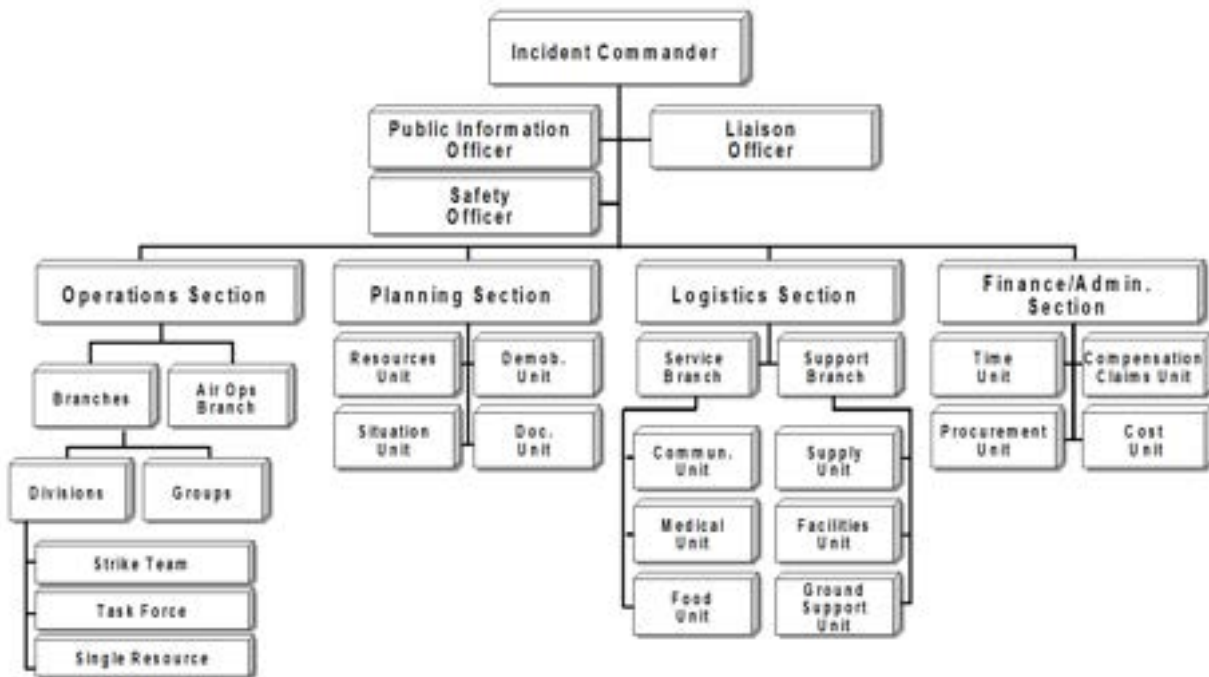 Incident Commander
Public Information
Officer
Liaison
Officer
Safety
Officer
Operations Section
Planning Section
Logistics Section
Finance/Admin.
Section
Branches
Air Ops
Branch
Divisions
Groups
Strike Team
Task Force
Single Resource
Resources
Unit
Demob.
Unit
Situation
Unit
Doc.
Unit
Service
Branch
Support
Branch
Commun.
Unit
Supply
Unit
Medical
Unit
Facilities
Unit
Food
Unit
Ground
Support
Unit
Time
Unit
Compensation
Claims Unit
Procurement
Unit
Cost
Unit